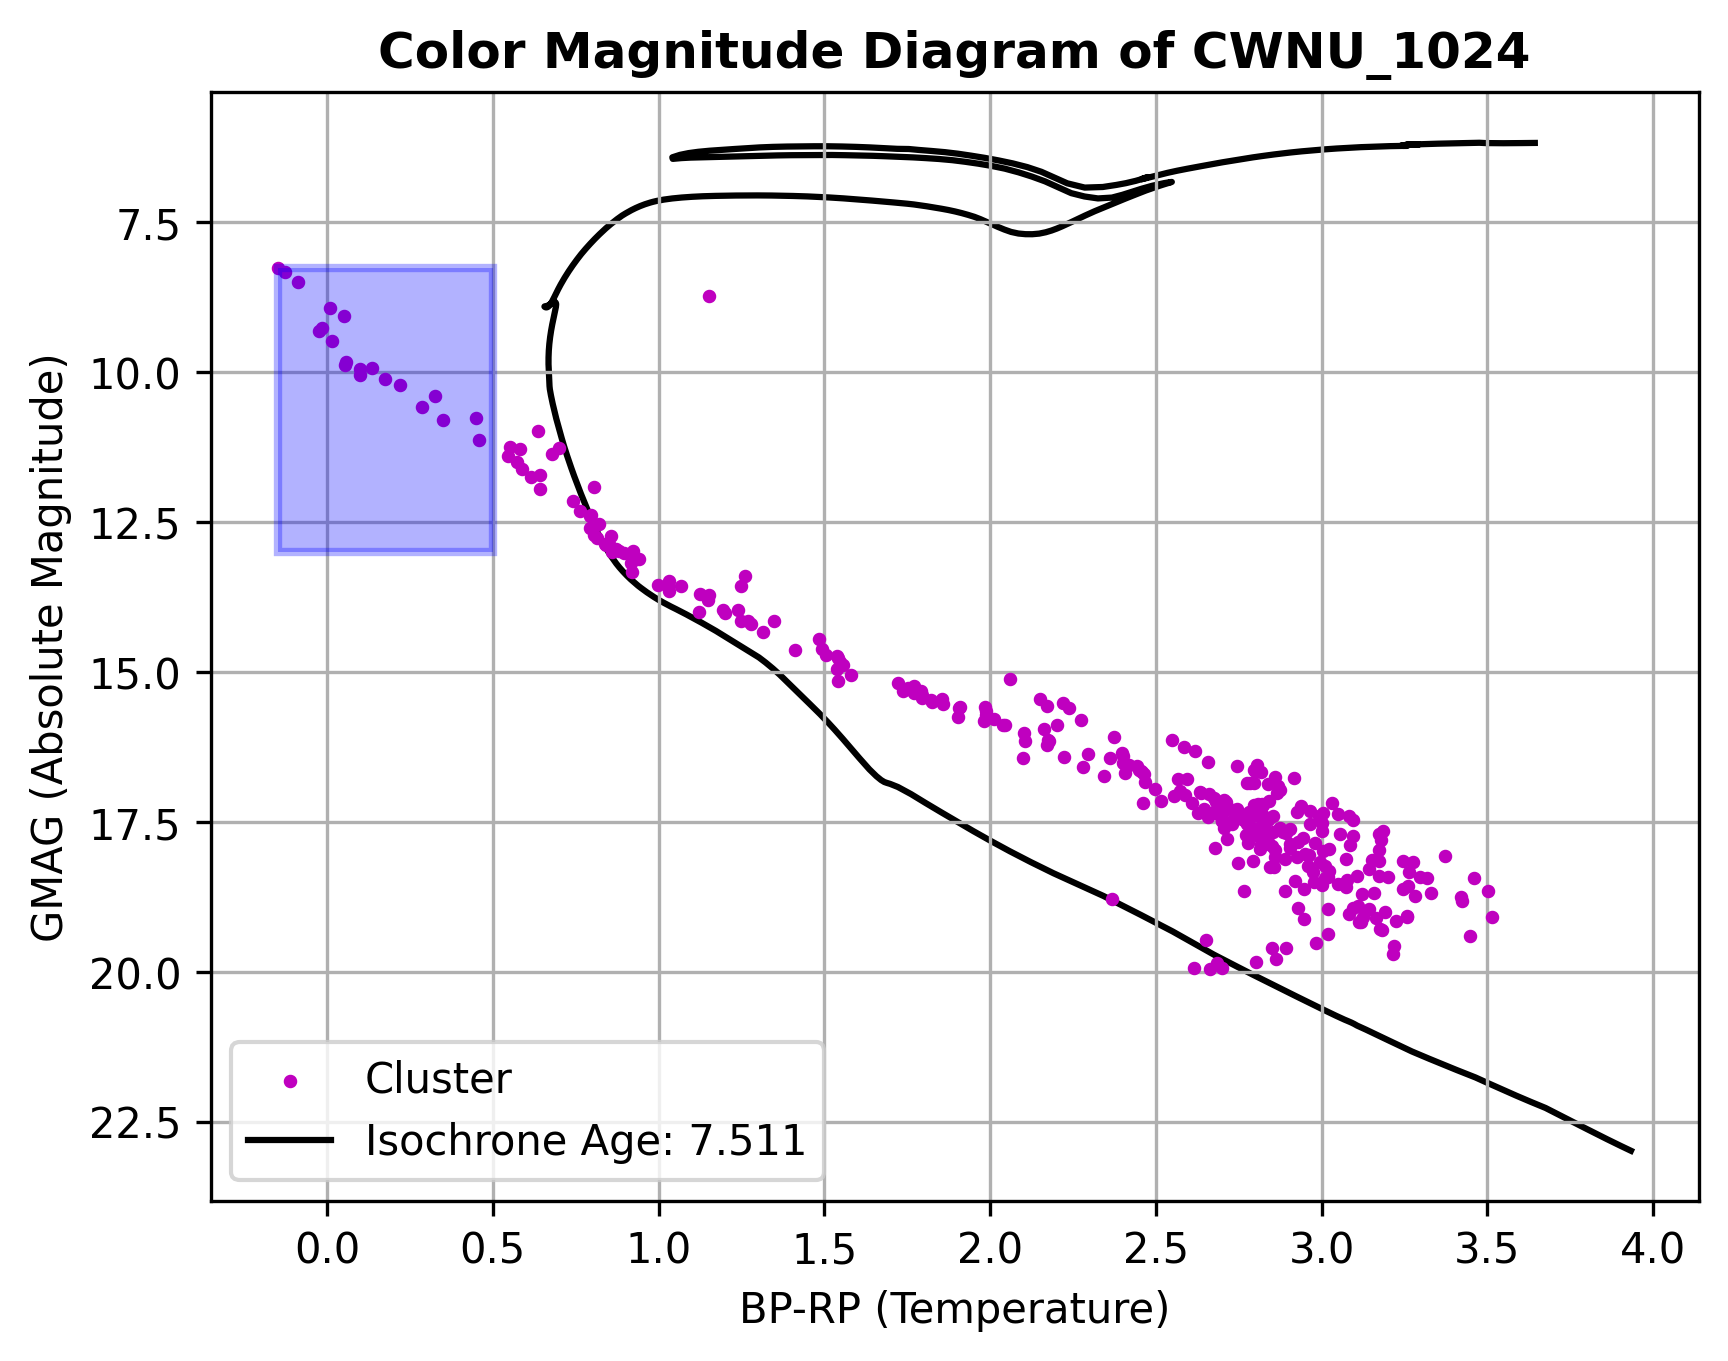 Color Magnitude Diagram of CWNU_1024
GMAG (Absolute Magnitude)
7.5
10.0
12.5
15.0
17.5
20.0
22.5
Cluster
Isochrone Age: 7.511
0.0 0.5 1.0 1.5 2.0 2.5 3.0 3.5 4.0
BP-RP (Temperature)